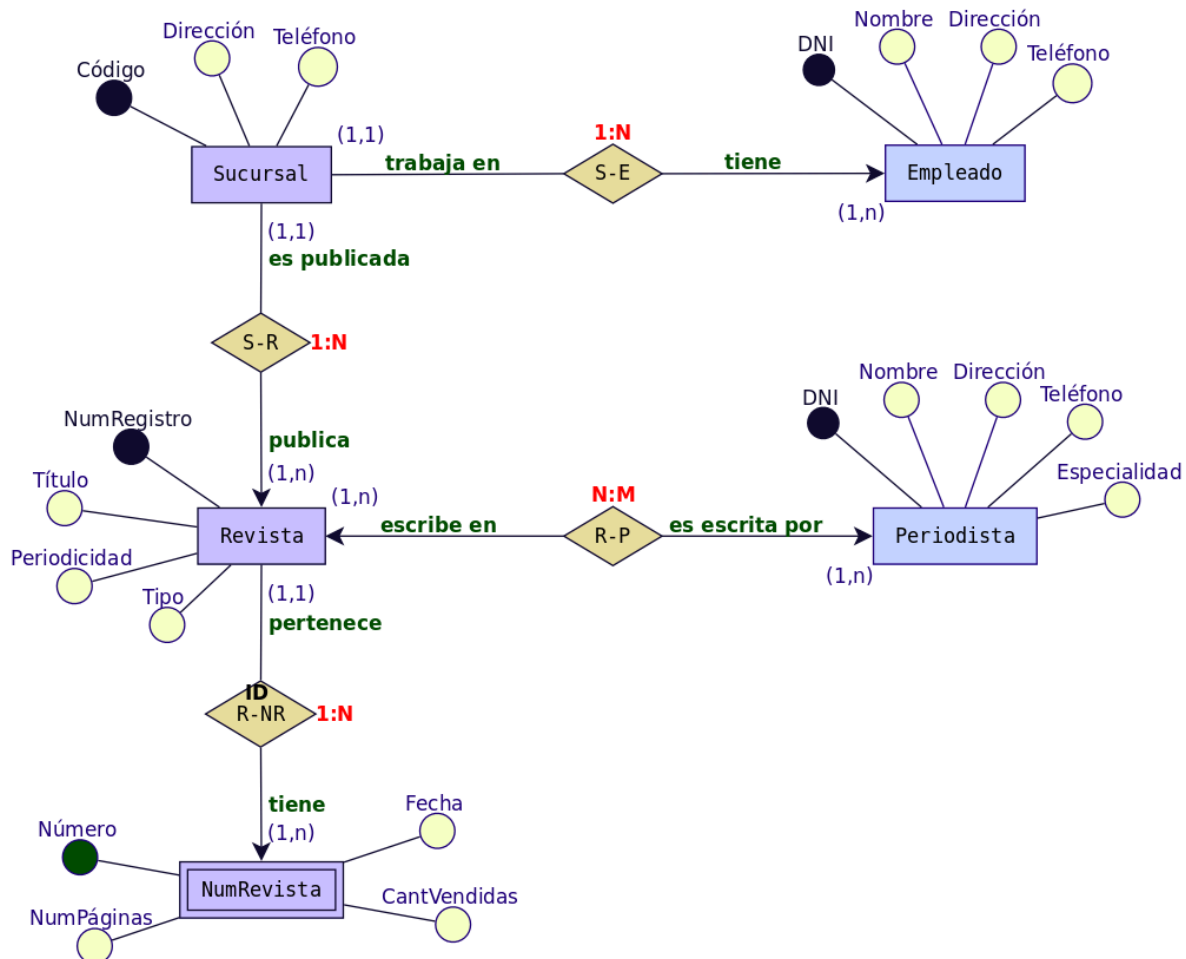 Dirección
Teléfono
Código
Nombre
Dirección
DNI
Teléfono
(1,1)
1:N
Sucursal
trabaja en
S-E
tiene
Empleado
(1,n)
(1,1)
es publicada
S-R
1:N
NumRegistro
publica
(1,n)
Título
Periodicidad
Tipo
Nombre
Dirección
DNI
Teléfono
Especialidad
(1,n)
N:M
Revista
escribe en
R-P
es escrita por
Periodista
(1,n)
(1,1)
pertenece
ID
R-NR
1:N
tiene
(1,n)
Número
Fecha
NumRevista
CantVendidas
NumPáginas